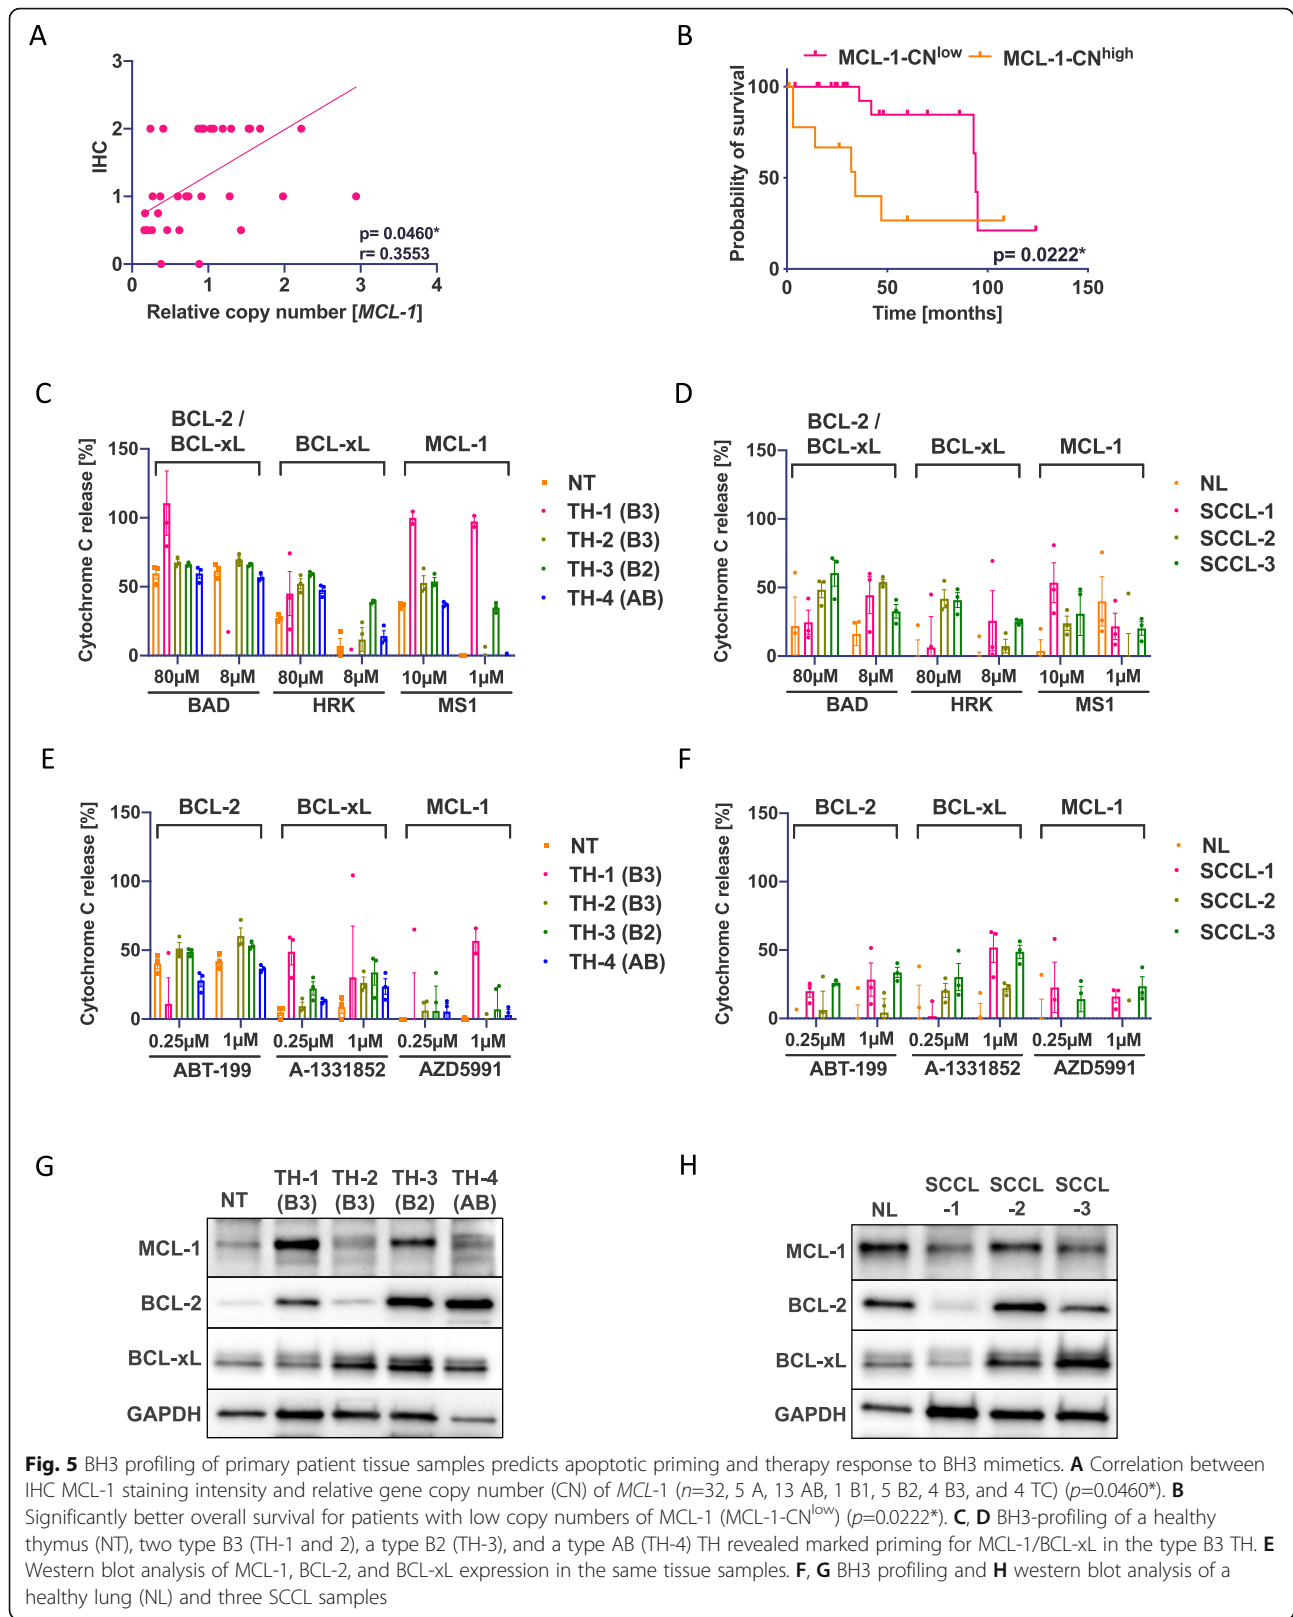 A
3
2
1
0
IHC
0 1 2 3 4
p= 0.0460*
r= 0.3553
Relative copy number [MCL-1]
B
MCL-1-CNlow MCL-1-CNhigh
100
50
0
Probability of survival
0 50 100 150
p= 0.0222*
Time [months]
C
BCL-2 /
BCL-xL BCL-xL MCL-1
150
100
50
0
Cytochrome C release [%]
80µM 8µM 80µM 8µM 10µM 1µM
BAD HRK MS1
NT
TH-1 (B3)
TH-2 (B3)
TH-3 (B2)
TH-4 (AB)
D
BCL-2 /
BCL-xL BCL-xL MCL-1
150
100
50
0
Cytochrome C release [%]
80µM 8µM 80µM 8µM 10µM 1µM
BAD HRK MS1
NL
SCCL-1
SCCL-2
SCCL-3
E
BCL-2 BCL-xL MCL-1
150
100
50
0
Cytochrome C release [%]
0.25µM 1µM 0.25µM 1µM 0.25µM 1µM
ABT-199 A-1331852 AZD5991
NT
TH-1 (B3)
TH-2 (B3)
TH-3 (B2)
TH-4 (AB)
F
BCL-2 BCL-xL MCL-1
150
100
50
0
Cytochrome C release [%]
0.25µM 1µM 0.25µM 1µM 0.25µM 1µM
ABT-199 A-1331852 AZD5991
NL
SCCL-1
SCCL-2
SCCL-3
G
TH-1 TH-2 TH-3 TH-4
NT (B3) (B3) (B2) (AB)
MCL-1
BCL-2
BCL-xL
GAPDH
H
SCCL SCCL SCCL
NL -1 -2 -3
MCL-1
BCL-2
BCL-xL
GAPDH
Fig. 5 BH3 profiling of primary patient tissue samples predicts apoptotic priming and therapy response to BH3 mimetics. A Correlation between
IHC MCL-1 staining intensity and relative gene copy number (CN) of MCL-1 (n=32, 5 A, 13 AB, 1 B1, 5 B2, 4 B3, and 4 TC) (p=0.0460*). B
Significantly better overall survival for patients with low copy numbers of MCL-1 (MCL-1-CNlow) (p=0.0222*). C, D BH3-profiling of a healthy
thymus (NT), two type B3 (TH-1 and 2), a type B2 (TH-3), and a type AB (TH-4) TH revealed marked priming for MCL-1/BCL-xL in the type B3 TH. E
Western blot analysis of MCL-1, BCL-2, and BCL-xL expression in the same tissue samples. F, G BH3 profiling and H western blot analysis of a
healthy lung (NL) and three SCCL samples